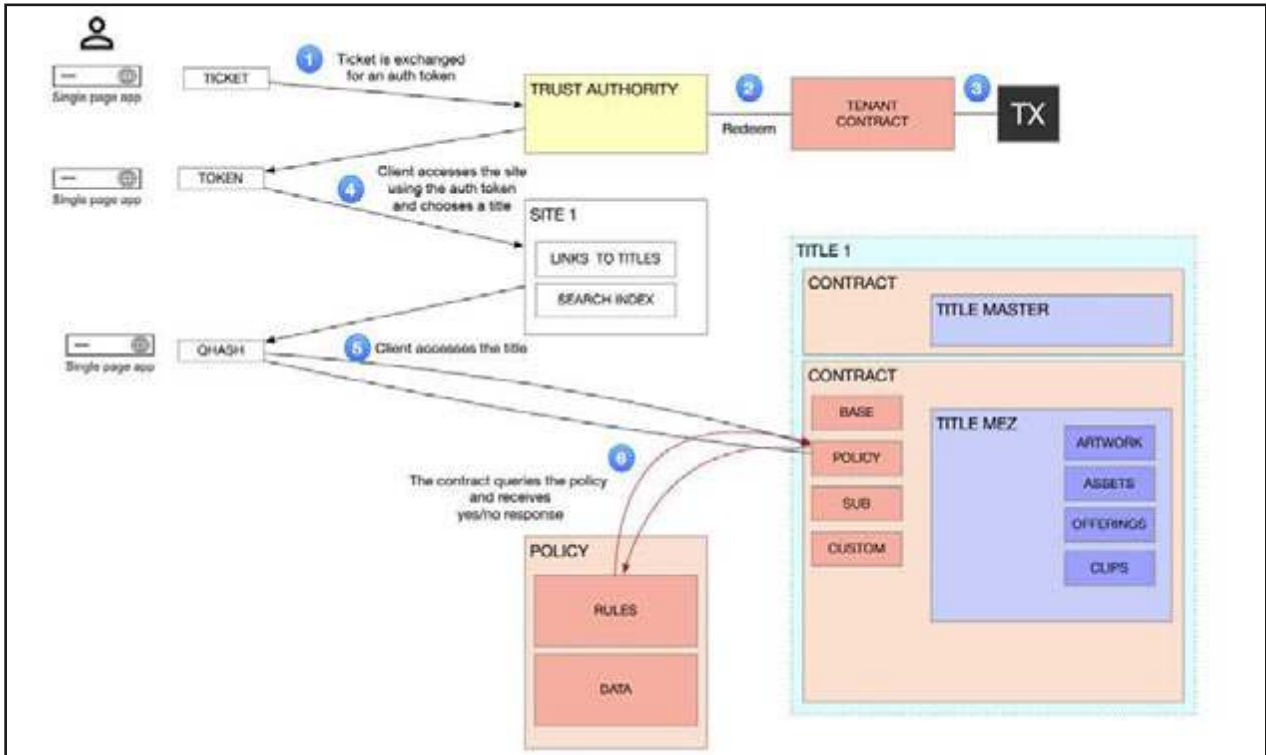 1
Ticket is exchanged
for an auth token
Single page app
TICKET
TRUST AUTHORITY
2
Redeem
TENANT
CONTRACT
3
TX
Single page app
TOKEN
4
Client accesses the site
using the auth token
and chooses a title
SITE 1
LINKS TO TITLES
SEARCH INDEX
Single page app
QHASH
5
Client accesses the title
TITLE 1
CONTRACT
TITLE MASTER
CONTRACT
BASE
POLICY
SUB
CUSTOM
TITLE MEZ
ARTWORK
ASSETS
OFFERINGS
CLIPS
6
The contract queries the policy
and receives
yes/no response
POLICY
RULES
DATA